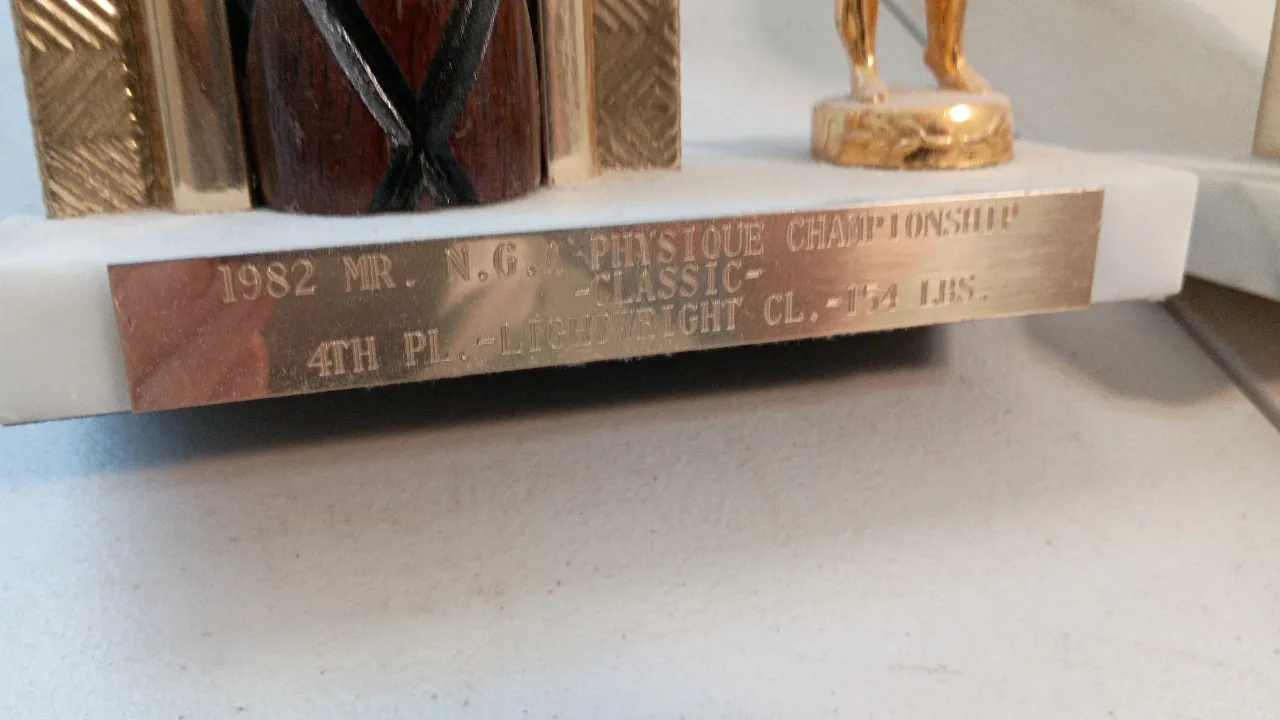 1982 MR. N.G.A PHYSIQUE CHAMPIONSHIP
-CLASSIC-
4TH PL.-LIGHTWEIGHT CL.-154 LBS.